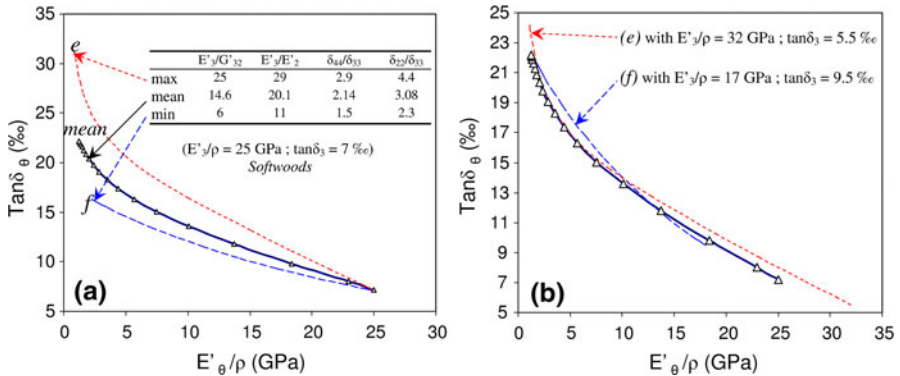 35
30
25
20
15
10
5
Tanδ θ (‰)
0 5 10 15 20 25 30
E'θ/ρ (GPa)
(a)
e
mean
f
E'3/G'32 E'3/E'2 δ44/δ33 δ22/δ33
max 25 29 2.9 4.4
mean 14.6 20.1 2.14 3.08
min 6 11 1.5 2.3
(E'3/ρ = 25 GPa ; tanδ3 = 7 ‰)
Softwoods
25
23
21
19
17
15
13
11
9
7
5
Tanδ θ (‰)
0 5 10 15 20 25 30 35
E'θ/ρ (GPa)
(b)
(e) with E'3/ρ = 32 GPa ; tanδ3 = 5.5 ‰
(f) with E'3/ρ = 17 GPa ; tanδ3 = 9.5 ‰